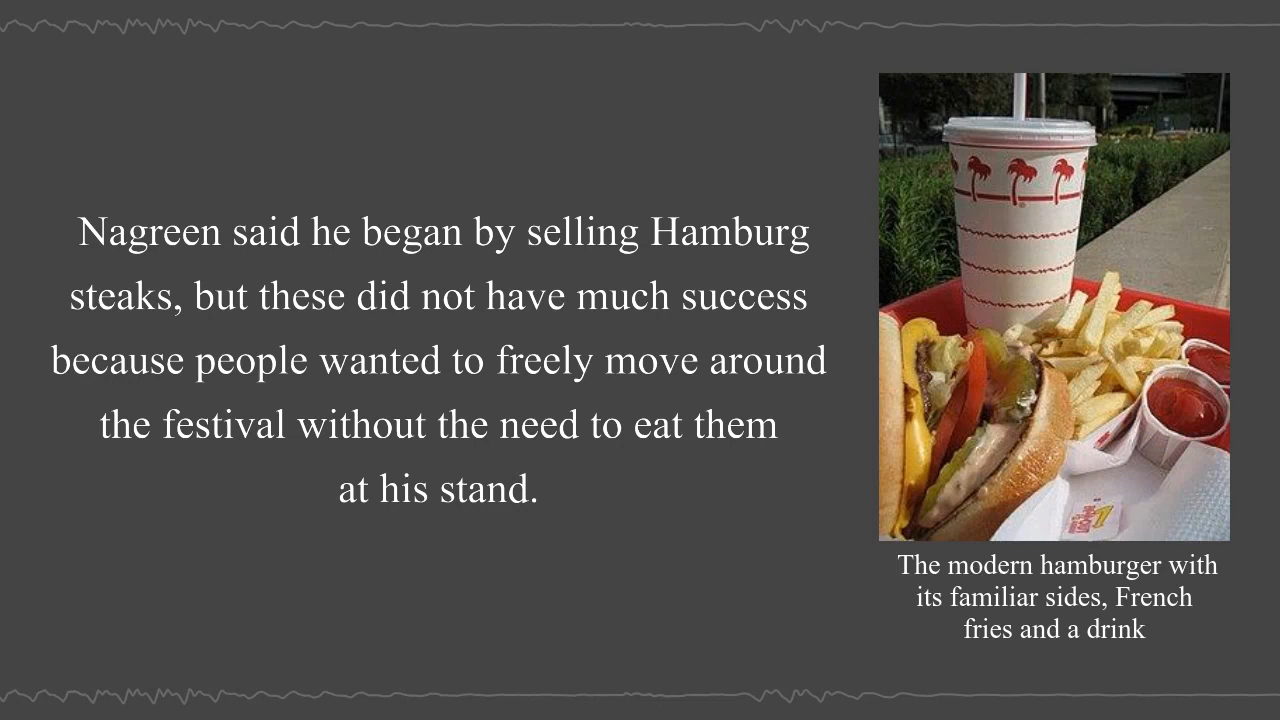 Nagreen said he began by selling Hamburg
steaks, but these did not have much success
because people wanted to freely move around
the festival without the need to eat them
at his stand.
The modern hamburger with
its familiar sides, French
fries and a drink